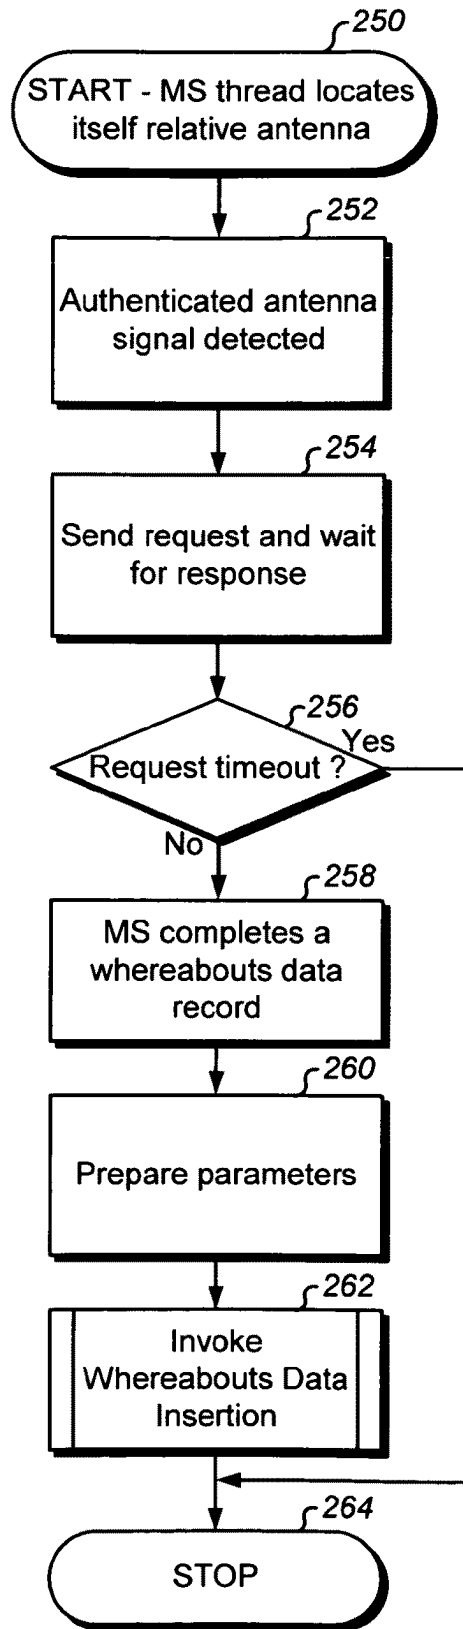 250
START - MS thread locates
itself relative antenna
252
Authenticated antenna
signal detected
254
Send request and wait
for response
256
Request timeout ?
Yes
No
258
MS completes a
whereabouts data
record
260
Prepare parameters
262
Invoke
Whereabouts Data
Insertion
264
STOP